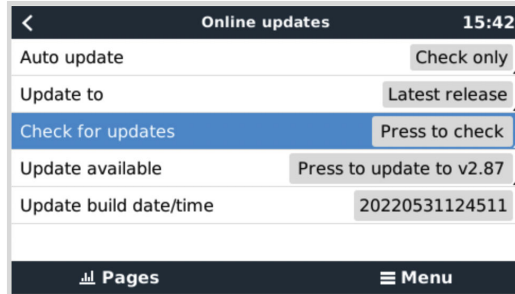 Online updates 15:42
Auto update Check only
Update to Latest release
Check for updates Press to check
Update available Press to update to v2.87
Update build date/time 20220531124511
Pages Menu